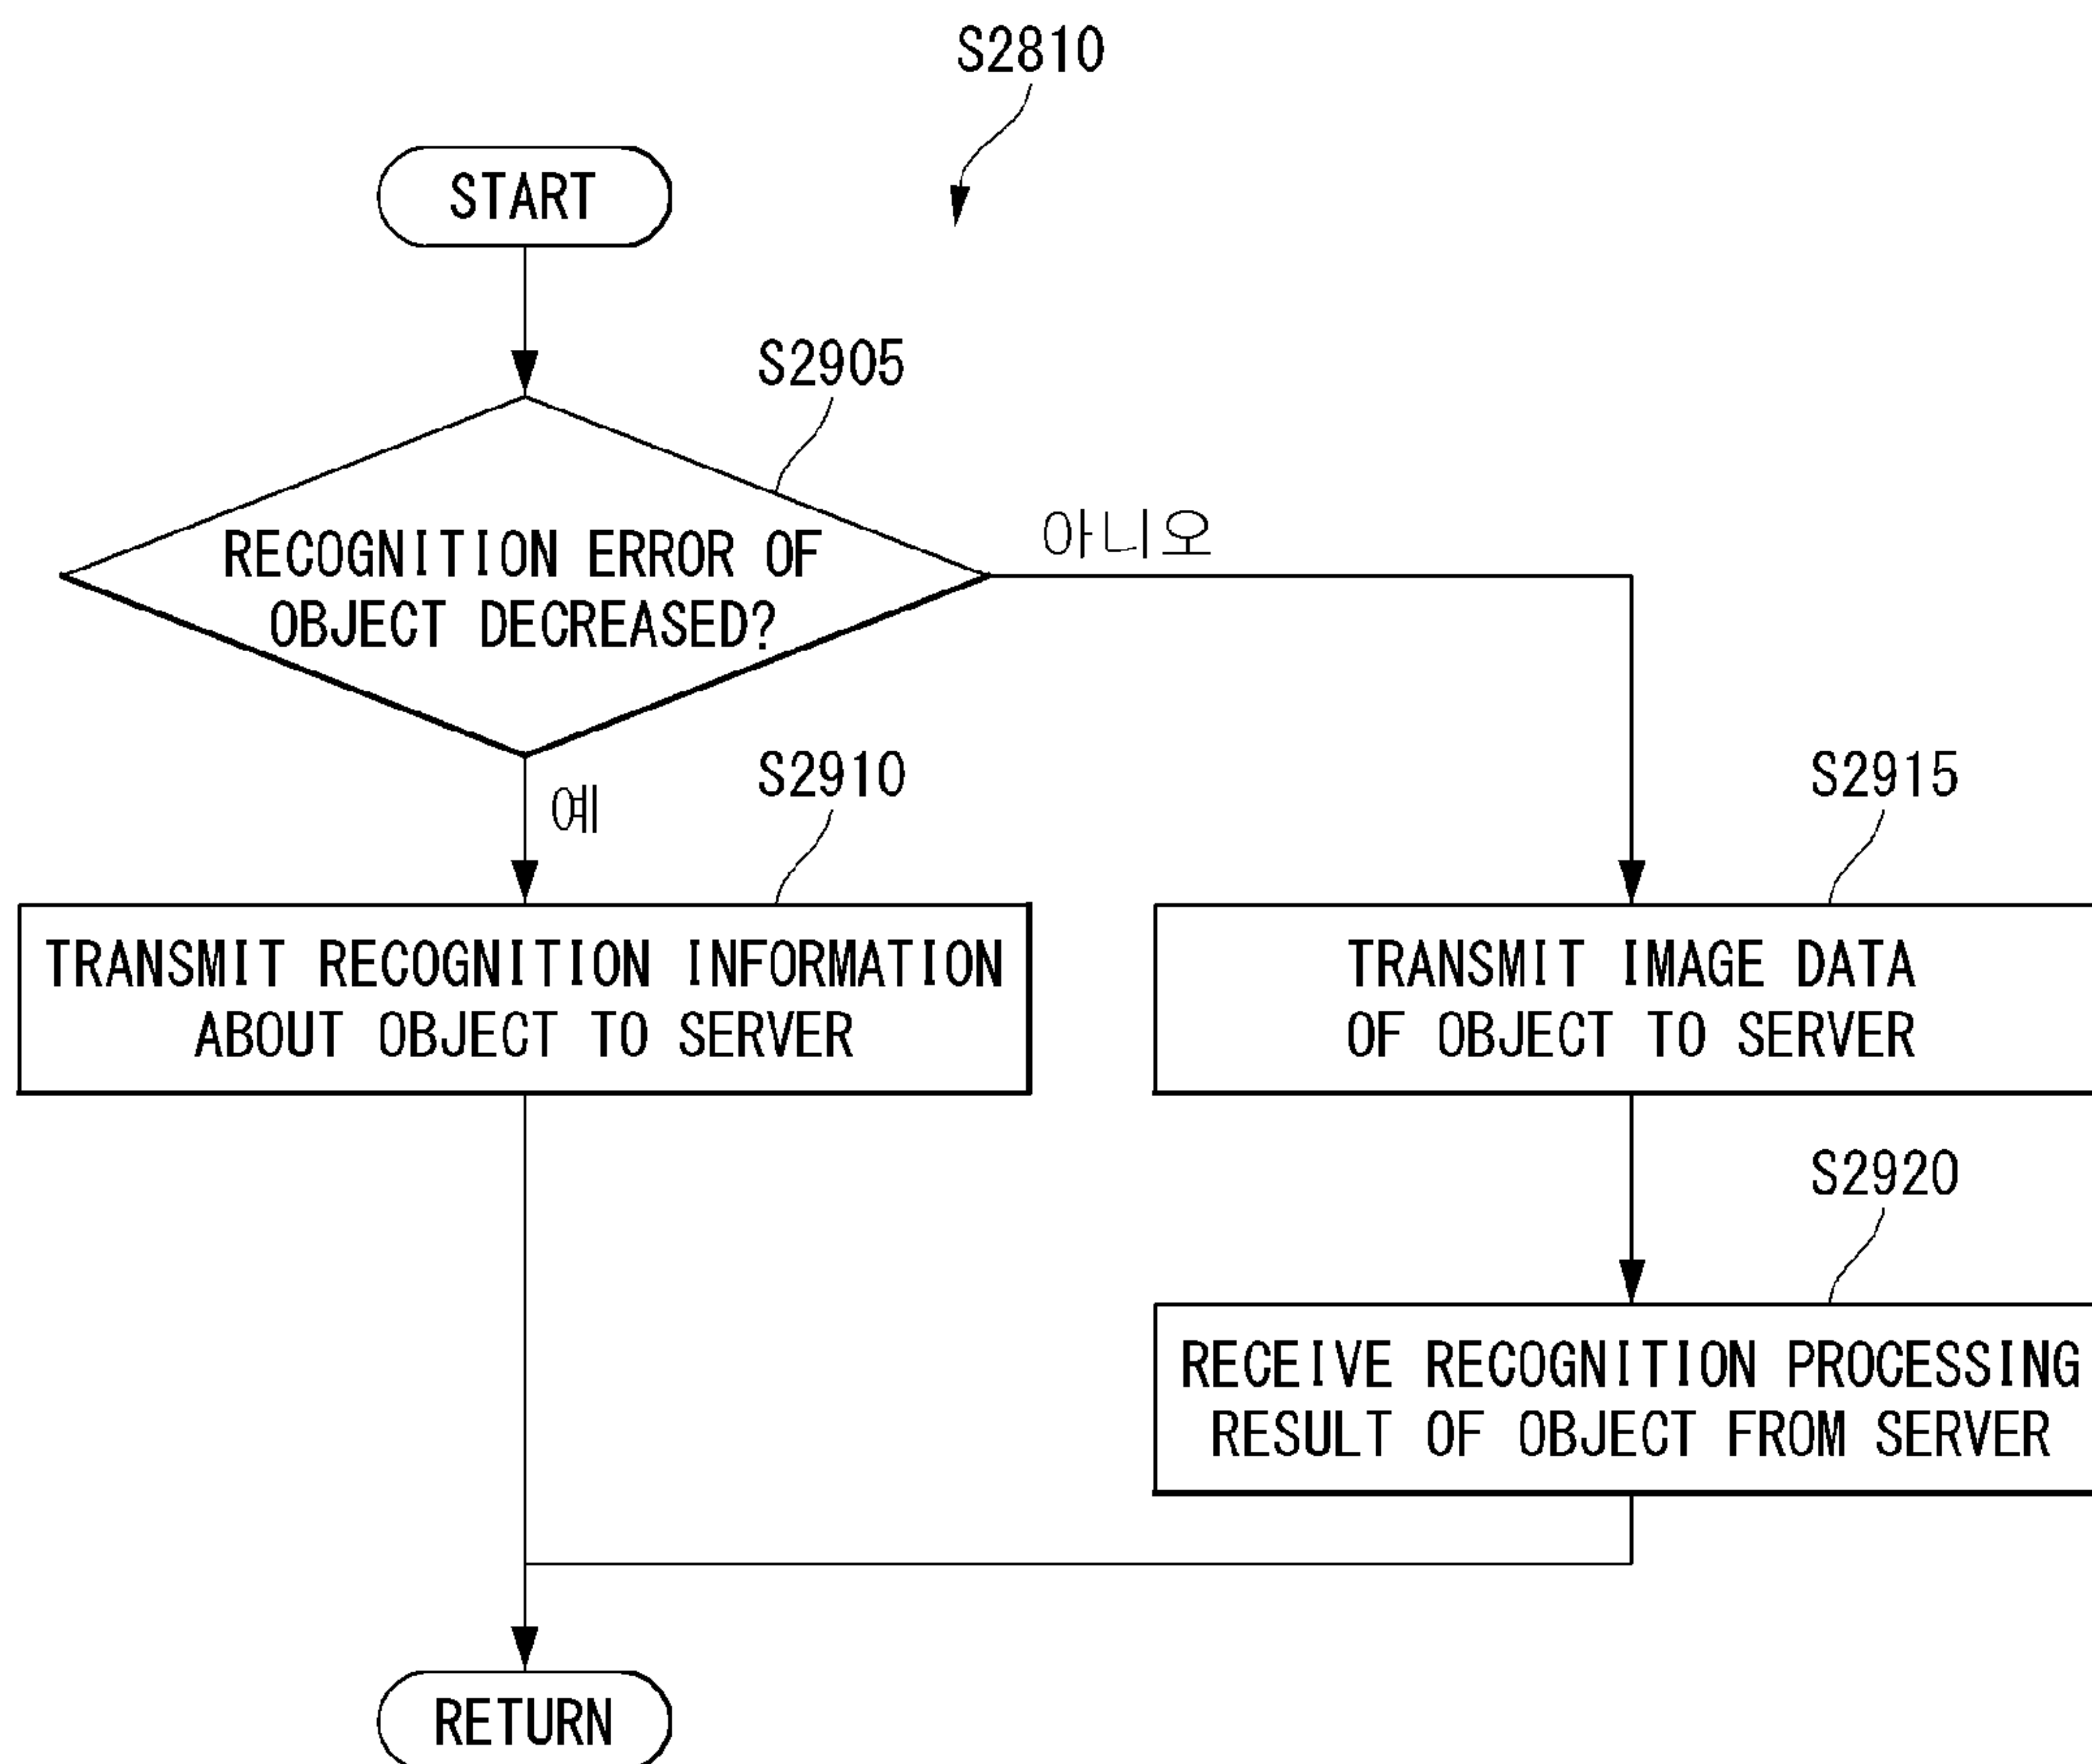 S2810
START
S2905
RECOGNITION ERROR OF
OBJECT DECREASED?
아니오
예
S2910
TRANSMIT RECOGNITION INFORMATION
ABOUT OBJECT TO SERVER
S2915
TRANSMIT IMAGE DATA
OF OBJECT TO SERVER
S2920
RECEIVE RECOGNITION PROCESSING
RESULT OF OBJECT FROM SERVER
RETURN